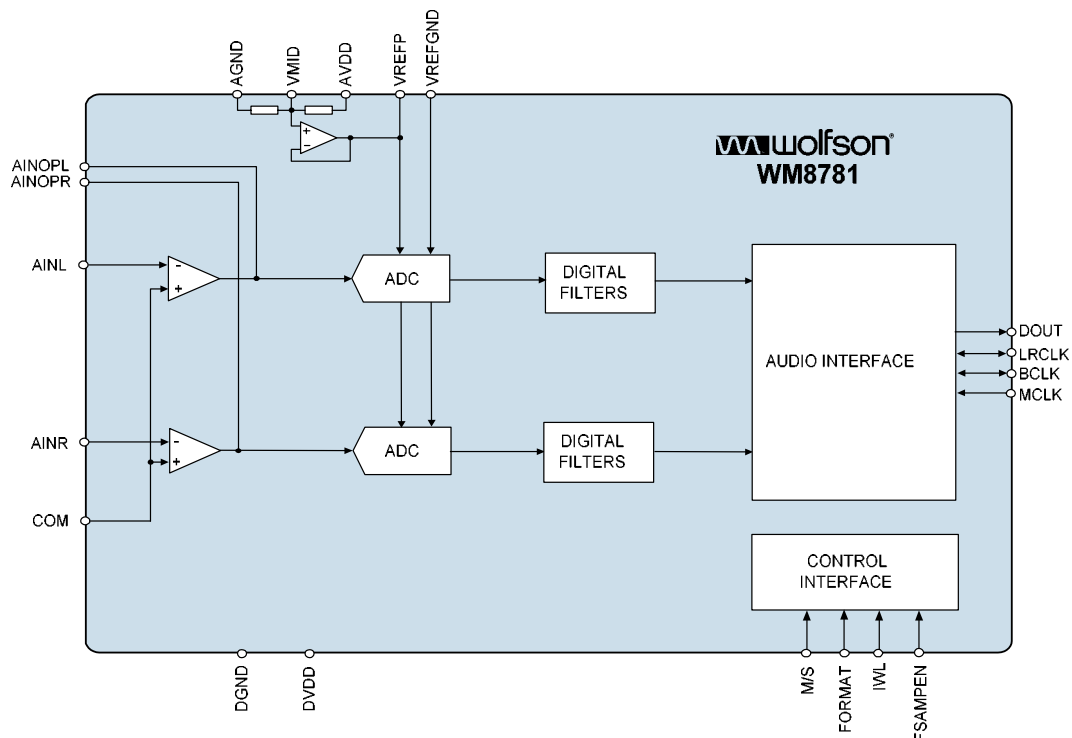 AGND
VMID
AVDD
VREFP
VREFGND
wolfson®
WM8781
+
-
AINOPL
AINOPR
AINL
-
+
ADC
DIGITAL
FILTERS
AUDIO INTERFACE
DOUT
LRCLK
BCLK
MCLK
AINR
-
+
ADC
DIGITAL
FILTERS
COM
CONTROL
INTERFACE
DGND
DVDD
M/S
FORMAT
IWL
FSAMPEN